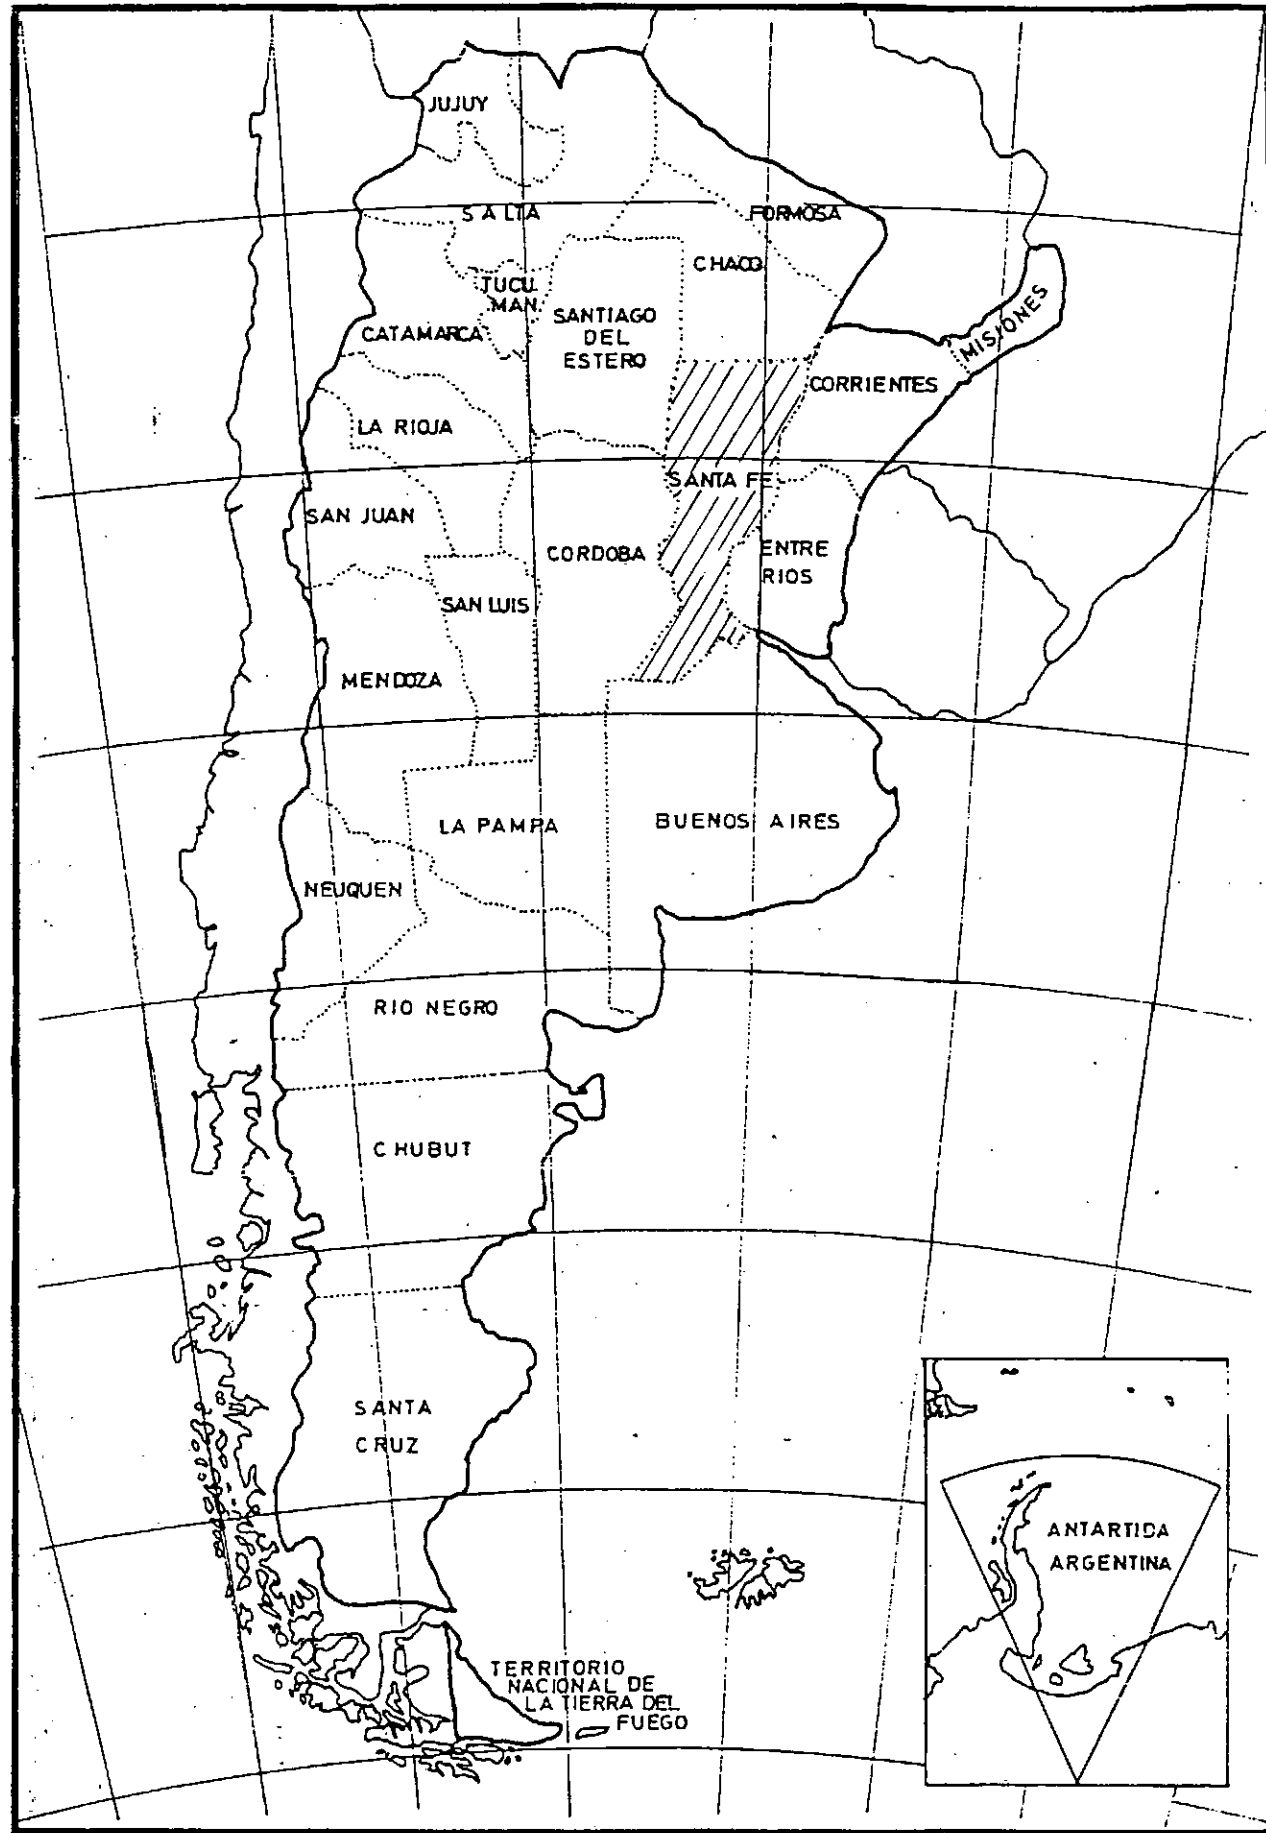 JUJUY
SALTA
FORMOSA
CHACO
TUCU
MAN
SANTIAGO
DEL
ESTERO
CATAMARCA
MISIONES
CORRIENTES
LA RIOJA
SANTA FE
SAN JUAN
CORDOBA
ENTRE
RIOS
SAN LUIS
MENDOZA
LA PAMPA
BUENOS AIRES
NEUQUEN
RIO NEGRO
CHUBUT
SANTA
CRUZ
ANTARTIDA
ARGENTINA
TERRITORIO
NACIONAL DE
LA TIERRA DEL
FUEGO